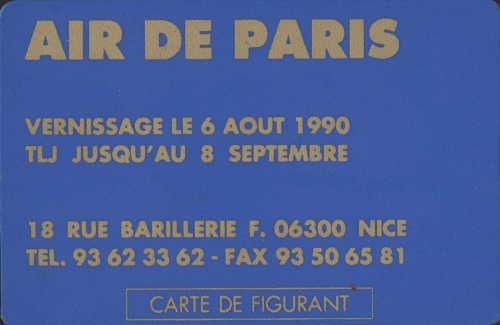 AIR DE PARIS
VERNISSAGE LE 6 AOUT 1990
TLJ JUSQU'AU 8 SEPTEMBRE
18 RUE BARILLERIE F. 06300 NICE
TEL. 93 62 33 62 - FAX 93 50 65 81
CARTE DE FIGURANT